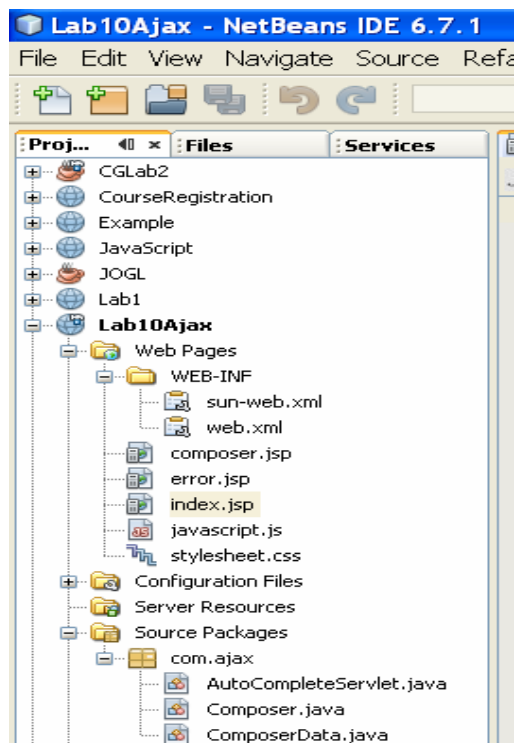 Lab10Ajax - NetBeans IDE 6.7.1
File Edit View Navigate Source Refa
Proj... Files Services
CGLab2
CourseRegistration
Example
JavaScript
JOGL
Lab1
Lab10Ajax
Web Pages
WEB-INF
sun-web.xml
web.xml
composer.jsp
error.jsp
index.jsp
javascript.js
stylesheet.css
Configuration Files
Server Resources
Source Packages
com.ajax
AutoCompleteServlet.java
Composer.java
ComposerData.java